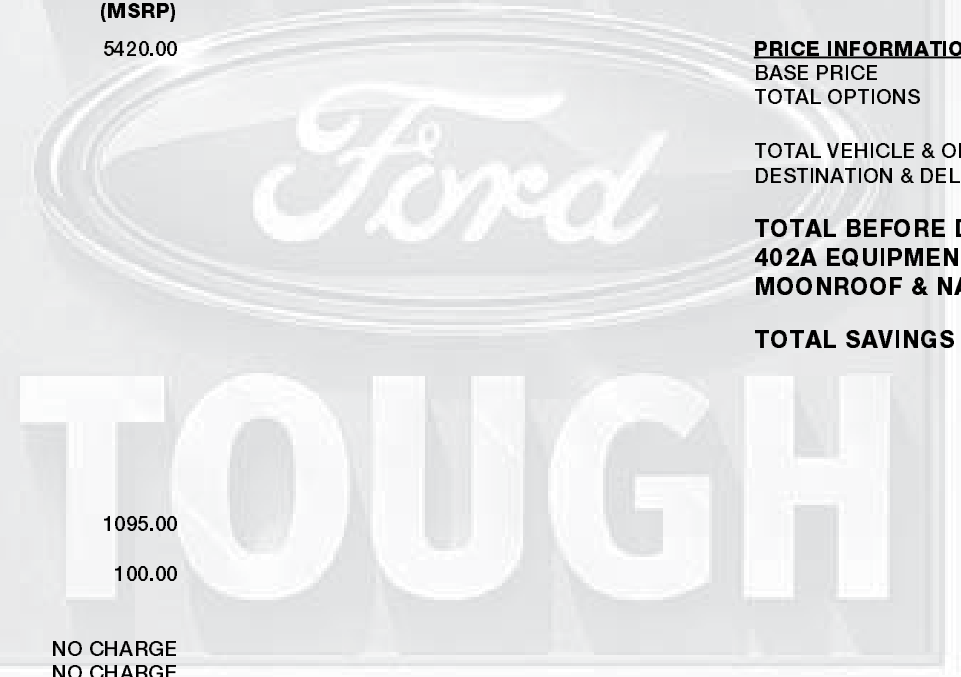 (MSRP)
5420.00
1095.00
100.00
NO CHARGE
NO CHARGE
PRICE INFORMATIO
BASE PRICE
TOTAL OPTIONS
TOTAL VEHICLE & O
DESTINATION & DEL
TOTAL BEFORE D
402A EQUIPMEN
MOONROOF & NA
TOTAL SAVINGS
Ford
TOUGH